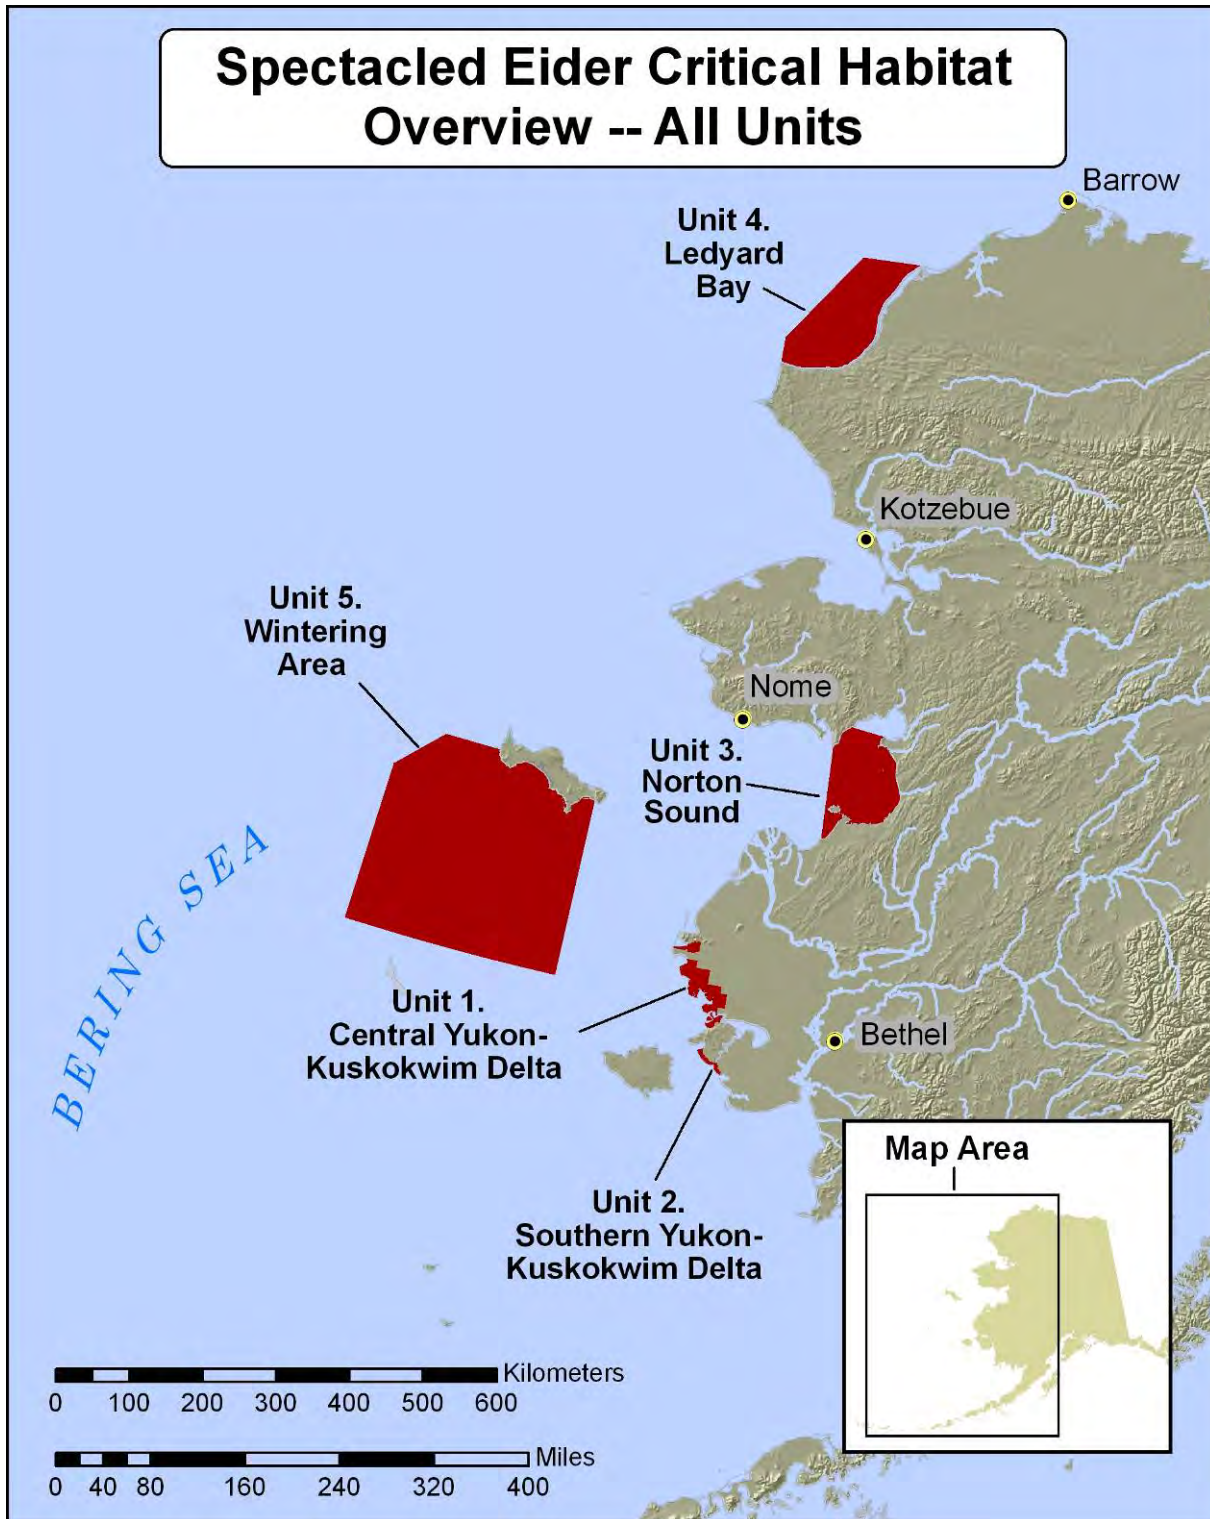 Spectacled Eider Critical Habitat
Overview -- All Units
Barrow
Unit 4.
Ledyard
Bay
Kotzebue
Unit 5.
Wintering
Area
Nome
Unit 3.
Norton
Sound
BERING SEA
Unit 1.
Central Yukon-
Kuskokwim Delta
Bethel
Unit 2.
Southern Yukon-
Kuskokwim Delta
Map Area
Kilometers
0 100 200 300 400 500 600
Miles
0 40 80 160 240 320 400